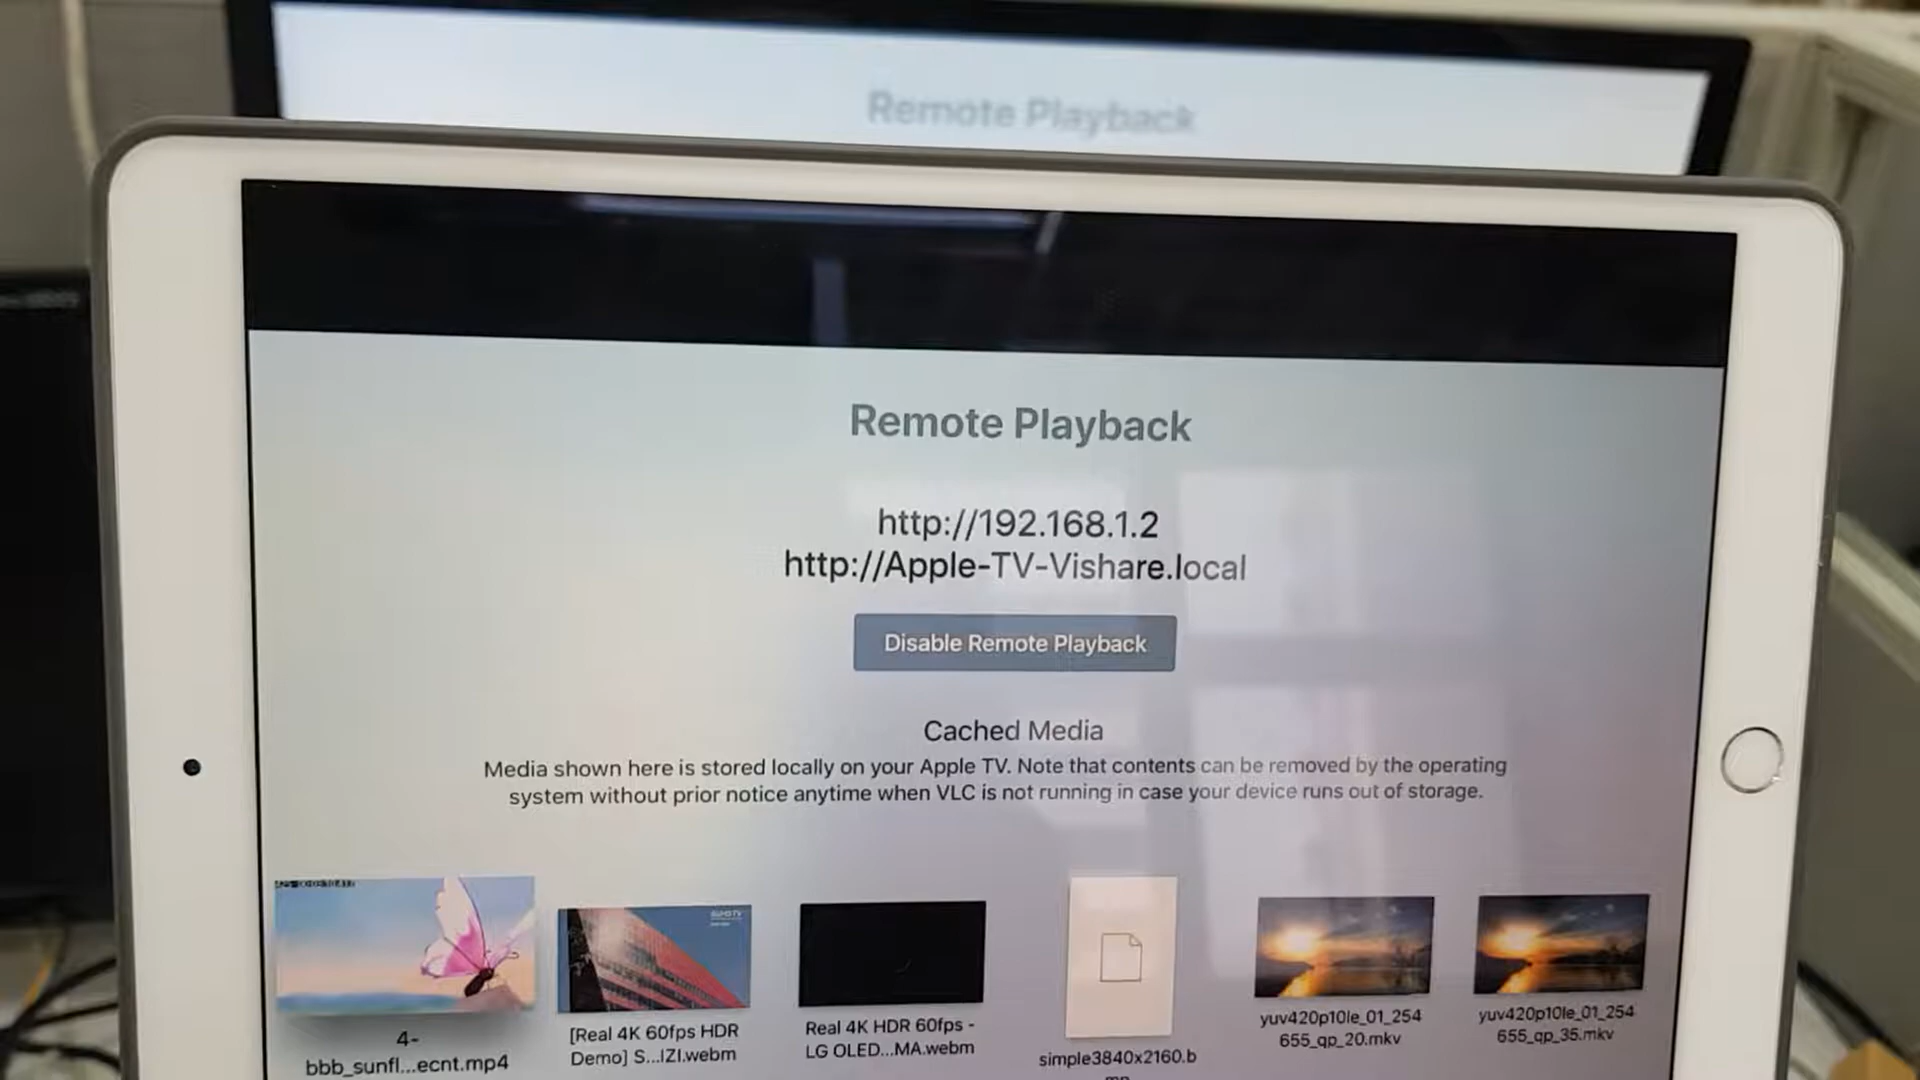 Remote Playback
Remote Playback
http://192.168.1.2
http://Apple-TV-Vishare.local
Disable Remote Playback
Cached Media
Media shown here is stored locally on your Apple TV. Note that contents can be removed by the operating
system without prior notice anytime when VLC is not running in case your device runs out of storage.
4-
bbb_sunfl...ecnt.mp4
[Real 4K 60fps HDR
Demo] S...IZI.webm
Real 4K HDR 60fps -
LG OLED...MA.webm
simple3840x2160.b
yuv420p10le_01_254
655_qp_20.mkv
yuv420p10le_01_254
655_qp_35.mkv